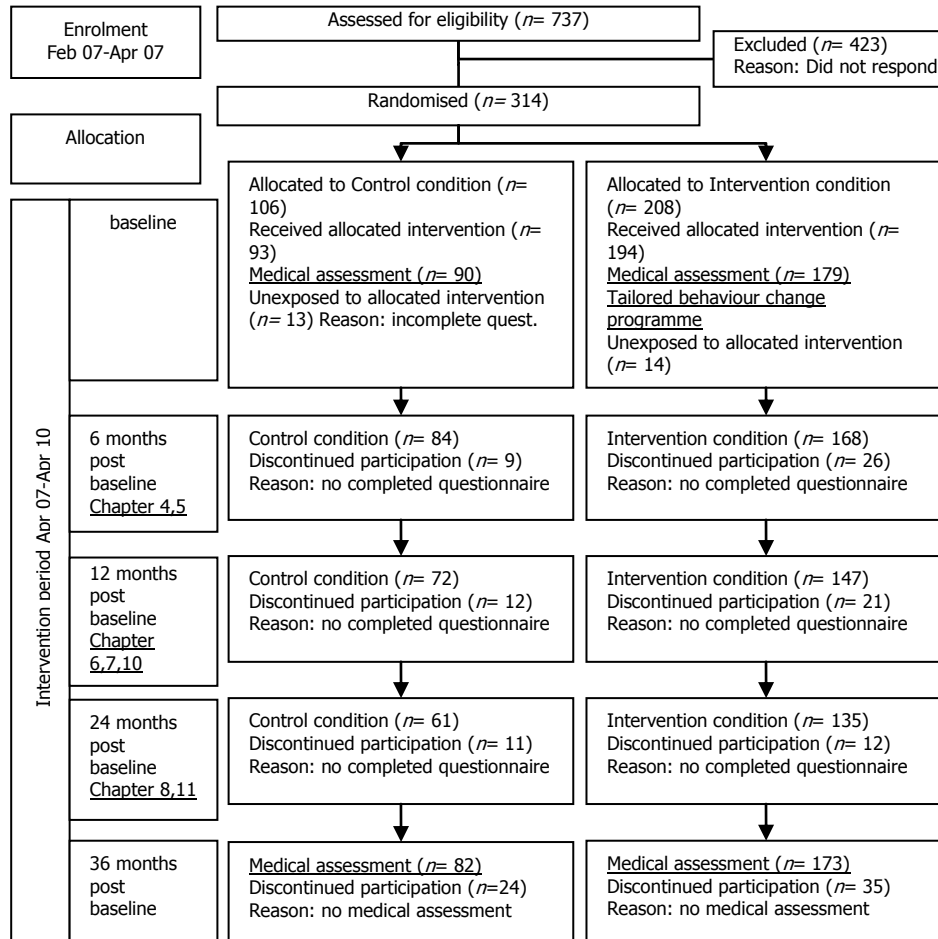 Enrolment
Feb 07-Apr 07
Assessed for eligibility (n= 737)
Excluded (n= 423)
Reason: Did not respond
Randomised (n= 314)
Allocation
Allocated to Control condition (n=
106)
Received allocated intervention (n=
93)
Medical assessment (n= 90)
Unexposed to allocated intervention
(n= 13) Reason: incomplete quest.
Allocated to Intervention condition
(n= 208)
Received allocated intervention (n=
194)
Medical assessment (n= 179)
Tailored behaviour change
programme
Unexposed to allocated intervention
(n= 14)
Intervention period Apr 07-Apr 10
baseline
6 months
post
baseline
Chapter 4,5
Control condition (n= 84)
Discontinued participation (n= 9)
Reason: no completed questionnaire
Intervention condition (n= 168)
Discontinued participation (n= 26)
Reason: no completed questionnaire
12 months
post
baseline
Chapter
6,7,10
Control condition (n= 72)
Discontinued participation (n= 12)
Reason: no completed questionnaire
Intervention condition (n= 147)
Discontinued participation (n= 21)
Reason: no completed questionnaire
24 months
post
baseline
Chapter 8,11
Control condition (n= 61)
Discontinued participation (n= 11)
Reason: no completed questionnaire
Intervention condition (n= 135)
Discontinued participation (n= 12)
Reason: no completed questionnaire
36 months
post
baseline
Medical assessment (n= 82)
Discontinued participation (n=24)
Reason: no medical assessment
Medical assessment (n= 173)
Discontinued participation (n= 35)
Reason: no medical assessment